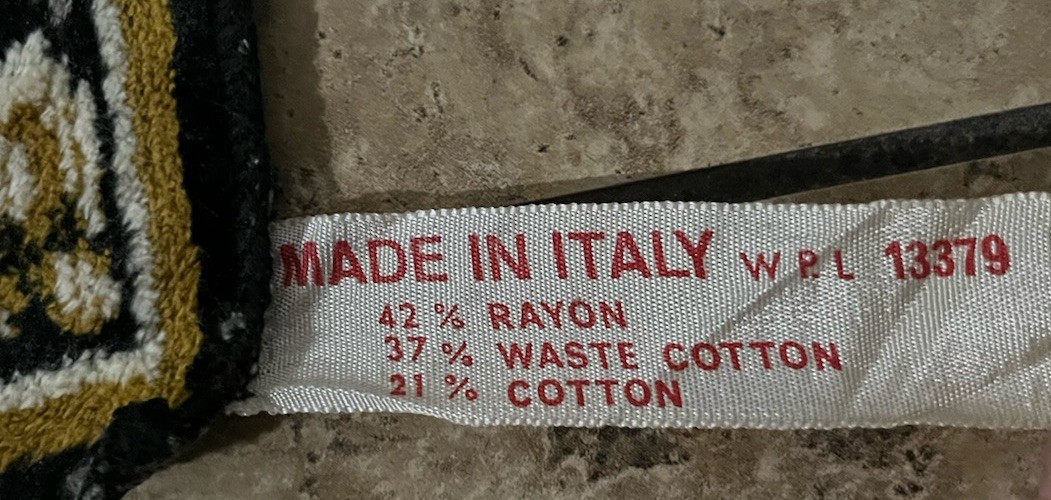 MADE IN ITALY W P L 13379
42 % RAYON
37 % WASTE COTTON
21 % COTTON